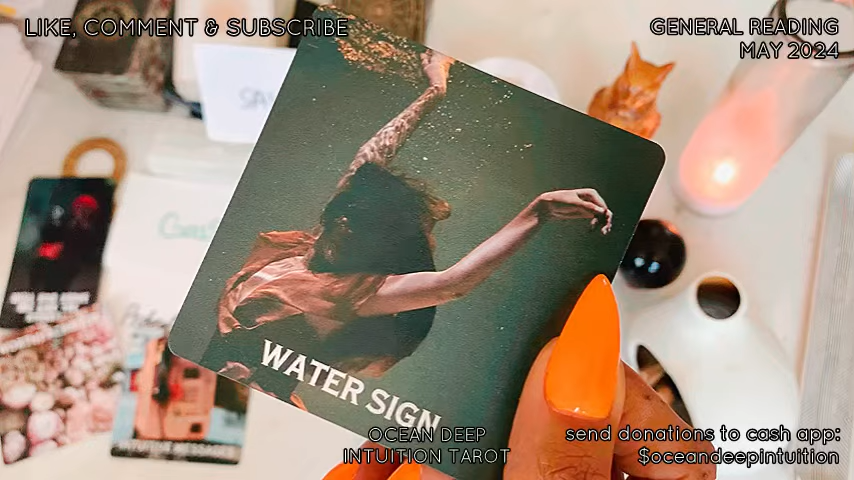 LIKE, COMMENT & SUBSCRIBE
GENERAL READING
MAY 2024
WATER SIGN
OCEAN DEEP
INTUITION TAROT
send donations to cash app:
$oceandeepintuition